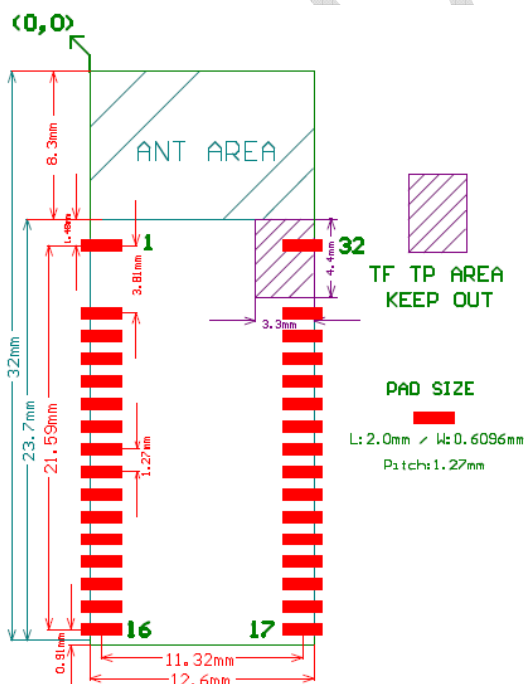 (0,0)
ANT AREA
8.3mm
1.48mm
1
32
3.81mm
4.4mm
TF TP AREA
KEEP OUT
3.3mm
32mm
23.7mm
21.59mm
1.27mm
PAD SIZE
L:2.0mm / W:0.6096mm
Pitch:1.27mm
16
17
0.91mm
11.32mm
12.6mm